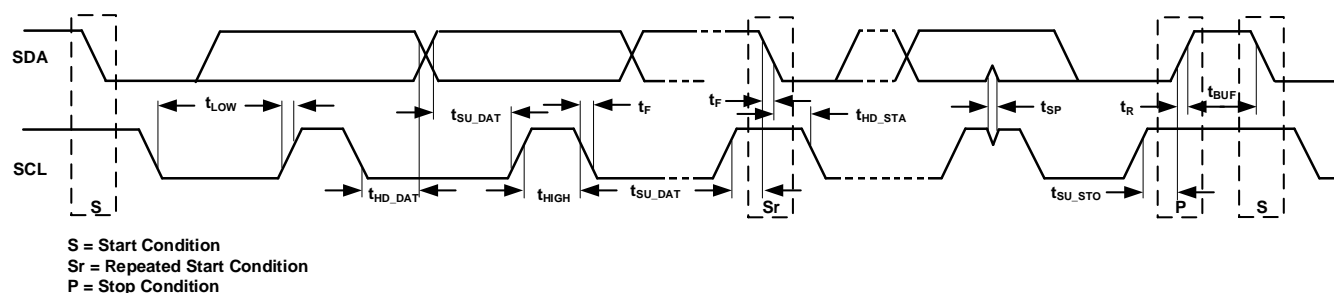 SDA
tLOW
tSU_DAT
tF
tF
tHD_STA
tSP
tR
tBUF
SCL
tHD_DAT
tHIGH
tSU_DAT
tSU_STO
S
Sr
P
S
S = Start Condition
Sr = Repeated Start Condition
P = Stop Condition